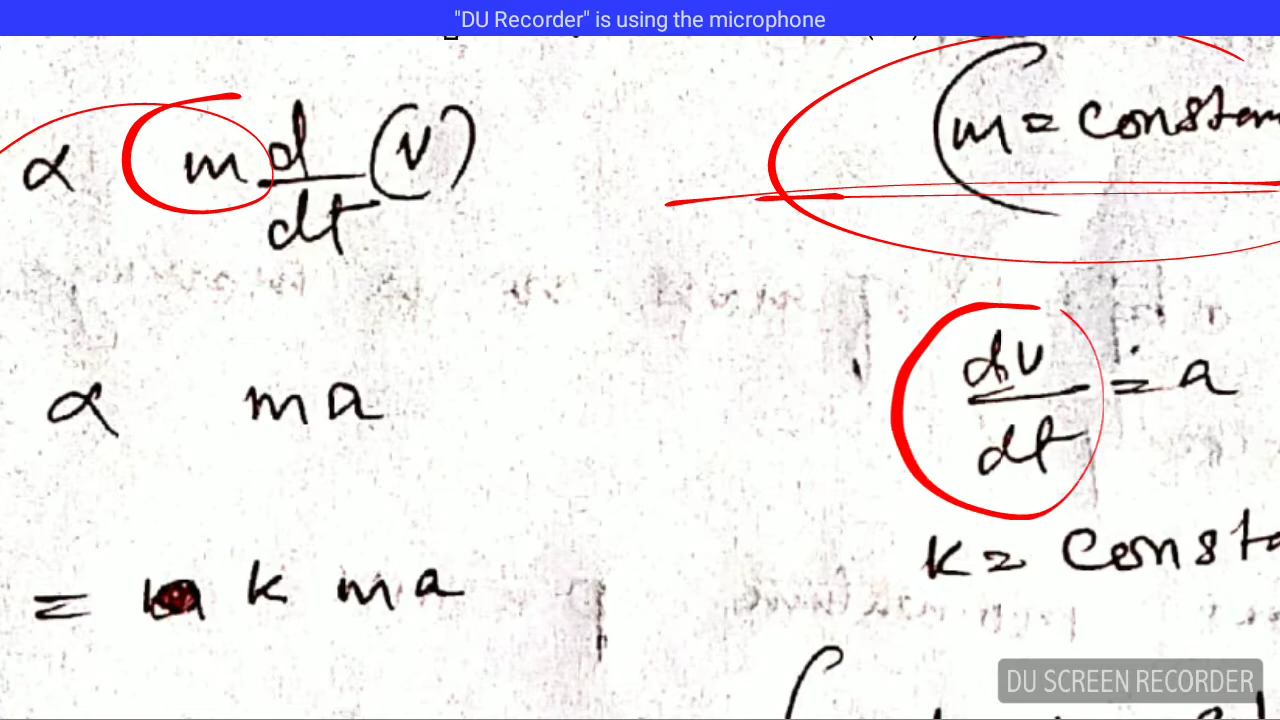 "DU Recorder" is using the microphone
∝ m d/dt (v)
(m = constan
∝ ma
dv/dt = a
= k ma
k = Consta
DU SCREEN RECORDER